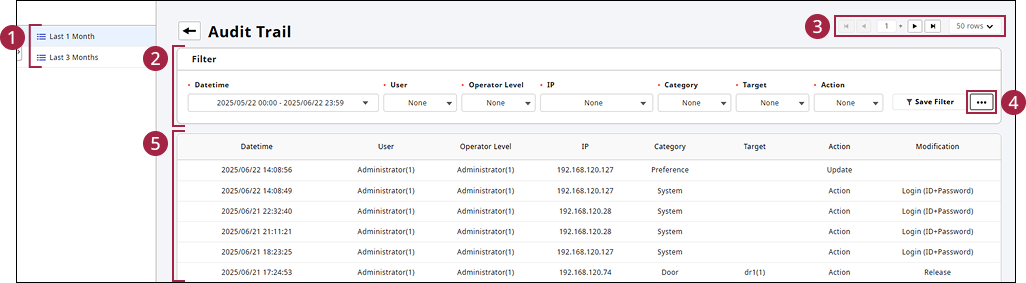 1
Last 1 Month
Last 3 Months
Audit Trail
3
1
+
50 rows
2
Filter
• Datetime • User • Operator Level • IP • Category • Target • Action
2025/05/22 00:00 - 2025/06/22 23:59 None None None None None None Save Filter •••
4
5
Datetime User Operator Level IP Category Target Action Modification
2025/06/22 14:08:56 Administrator(1) Administrator(1) 192.168.120.127 Preference Update
2025/06/22 14:08:49 Administrator(1) Administrator(1) 192.168.120.127 System Action Login (ID+Password)
2025/06/21 22:32:40 Administrator(1) Administrator(1) 192.168.120.28 System Action Login (ID+Password)
2025/06/21 21:11:21 Administrator(1) Administrator(1) 192.168.120.28 System Action Login (ID+Password)
2025/06/21 18:23:25 Administrator(1) Administrator(1) 192.168.120.127 System Action Login (ID+Password)
2025/06/21 17:24:53 Administrator(1) Administrator(1) 192.168.120.74 Door dr1(1) Action Release